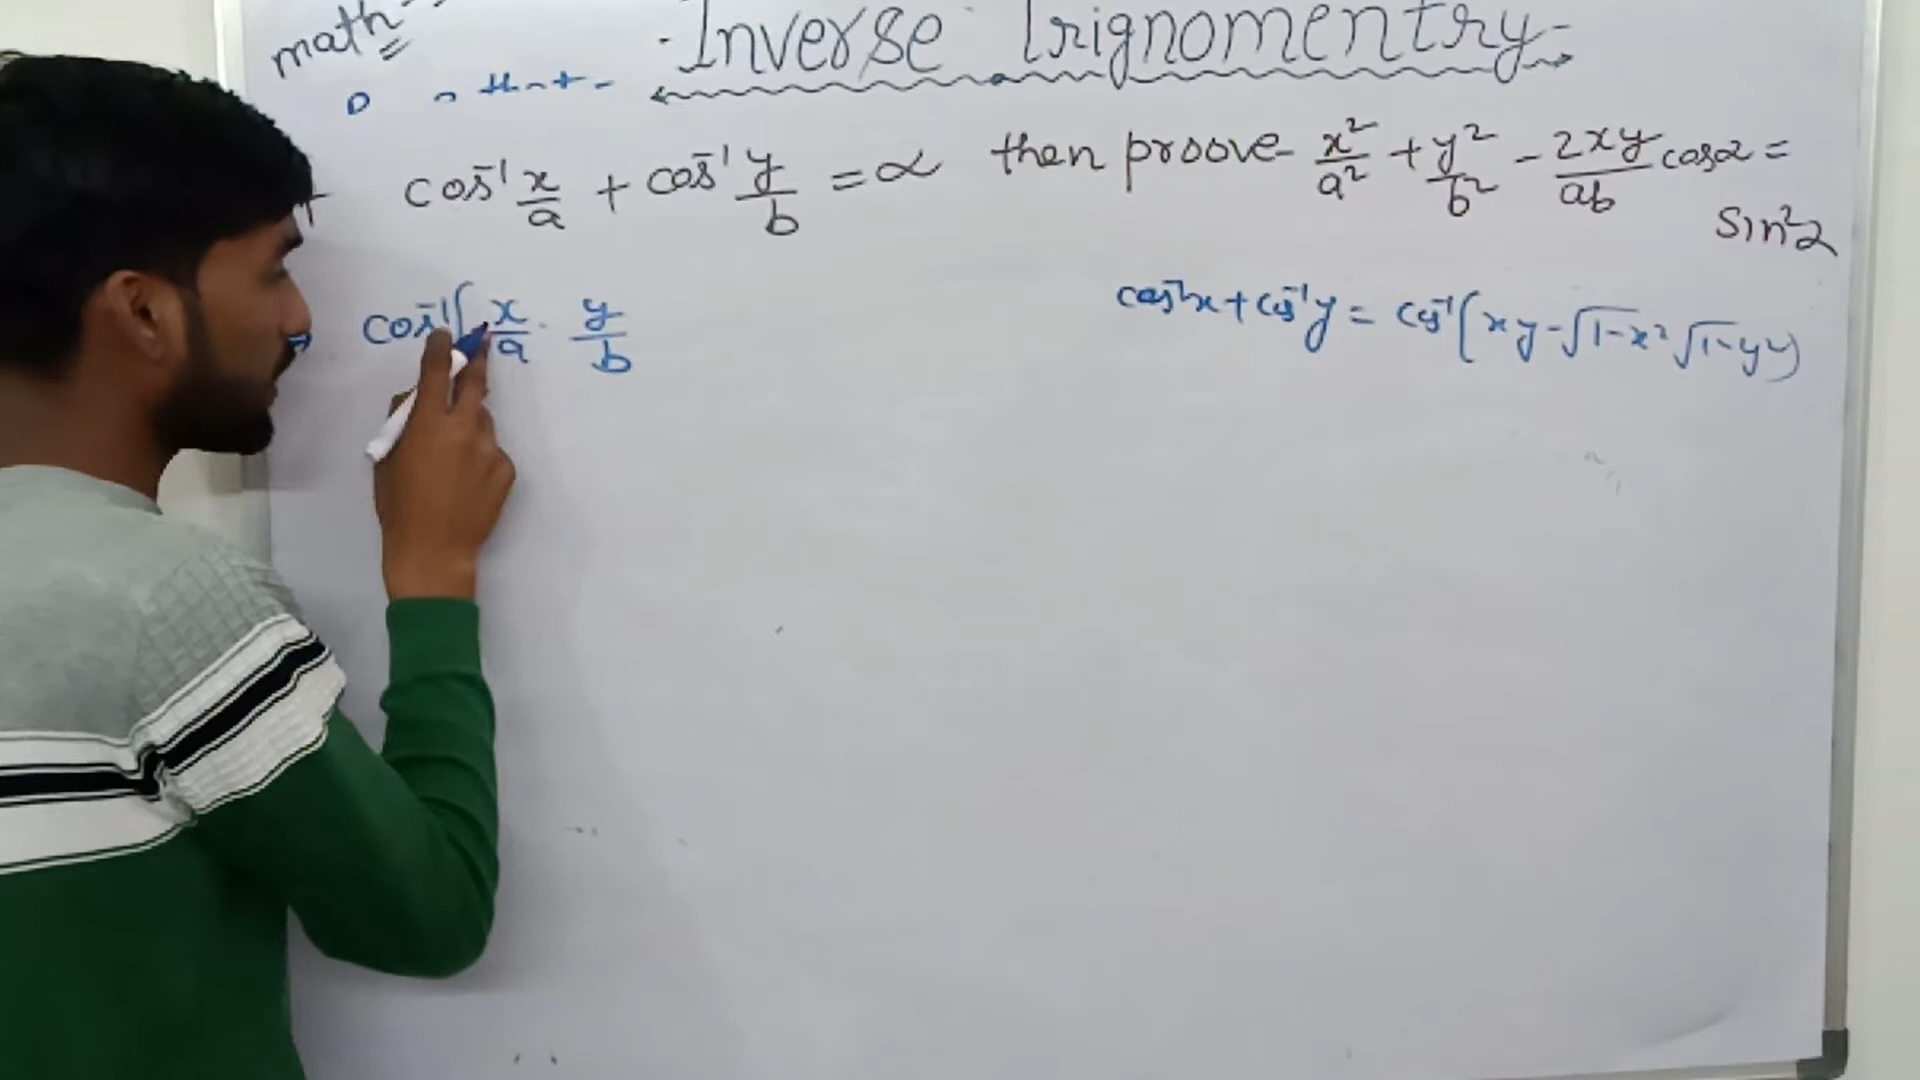 math
Inverse Trignomentry
cos⁻¹ x/a + cos⁻¹ y/b = α then proove- x²/a² + y²/b² - 2xy/ab cosα =
sin²α
cos⁻¹x + cos⁻¹y = cos⁻¹(xy - √1-x² √1-y²)
⇒ cos⁻¹( x/a · y/b